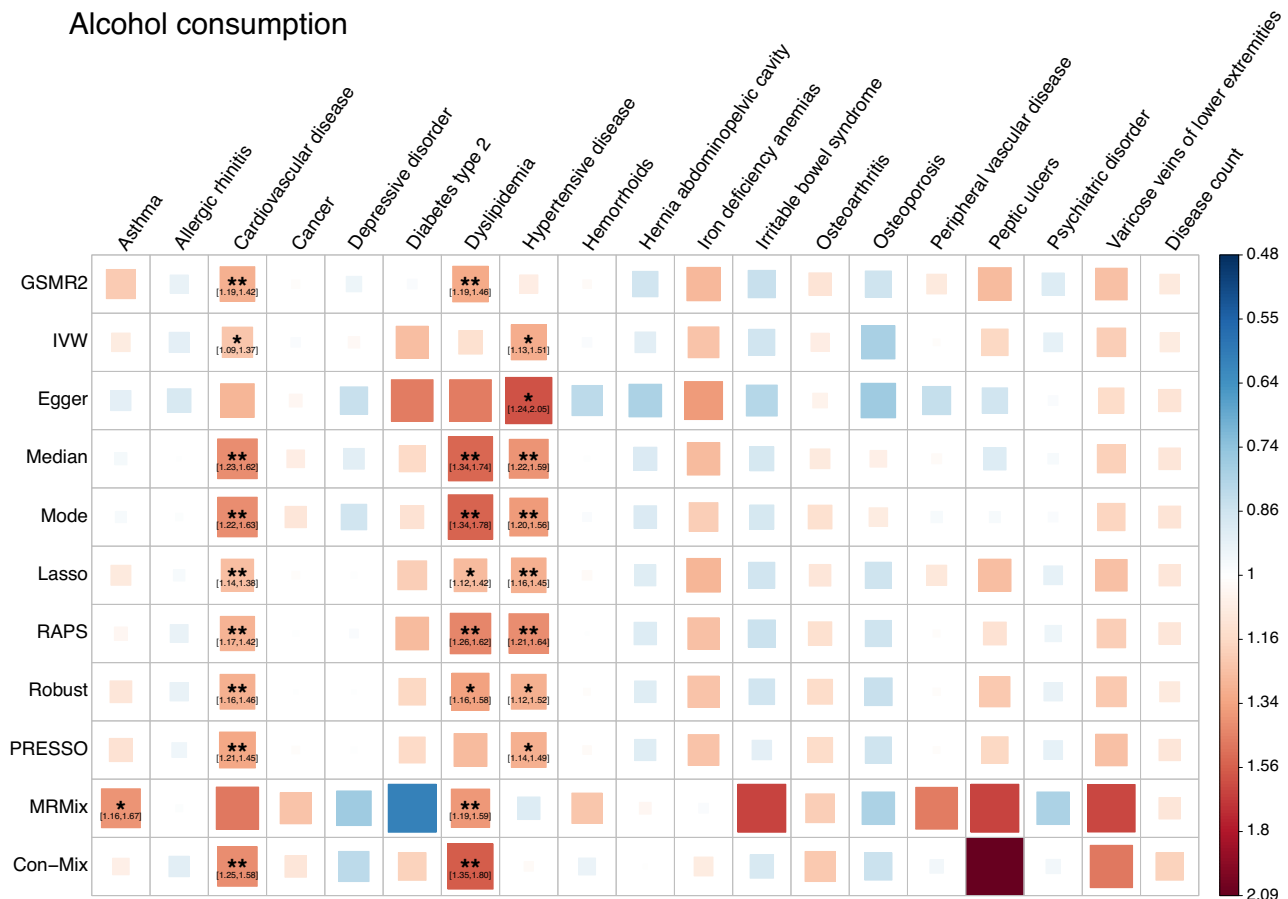 Alcohol consumption
Asthma
Allergic rhinitis
Cardiovascular disease
Cancer
Depressive disorder
Diabetes type 2
Dyslipidemia
Hypertensive disease
Hemorrhoids
Hernia abdominopelvic cavity
Iron deficiency anemias
Irritable bowel syndrome
Osteoarthritis
Osteoporosis
Peripheral vascular disease
Peptic ulcers
Psychiatric disorder
Varicose veins of lower extremities
Disease count
GSMR2
**
[1.19,1.42]
**
[1.19,1.46]
IVW
*
[1.09,1.37]
*
[1.13,1.51]
Egger
*
[1.24,2.05]
Median
**
[1.23,1.62]
**
[1.34,1.74]
**
[1.22,1.59]
Mode
**
[1.22,1.63]
**
[1.34,1.78]
**
[1.20,1.56]
Lasso
**
[1.14,1.38]
*
[1.12,1.42]
**
[1.16,1.45]
RAPS
**
[1.17,1.42]
**
[1.26,1.62]
**
[1.21,1.64]
Robust
**
[1.16,1.46]
*
[1.16,1.58]
*
[1.12,1.52]
PRESSO
**
[1.21,1.45]
*
[1.14,1.49]
MRMix
*
[1.16,1.67]
**
[1.19,1.59]
Con-Mix
**
[1.25,1.58]
**
[1.35,1.80]
0.48
0.55
0.64
0.74
0.86
1
1.16
1.34
1.56
1.8
2.09